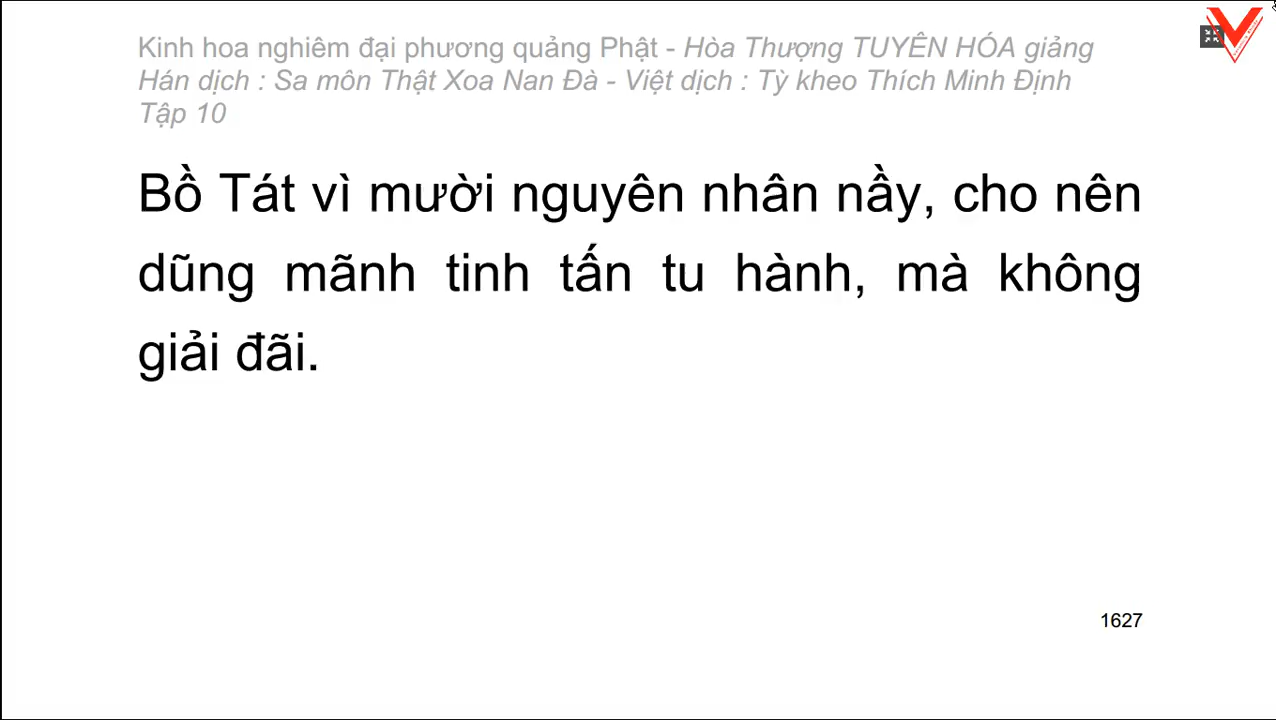 Kinh hoa nghiêm đại phương quảng Phật - Hòa Thượng TUYÊN HÓA giảng
Hán dịch : Sa môn Thật Xoa Nan Đà - Việt dịch : Tỳ kheo Thích Minh Định
Tập 10
Bồ Tát vì mười nguyên nhân nầy, cho nên
dũng mãnh tinh tấn tu hành, mà không
giải đãi.
1627